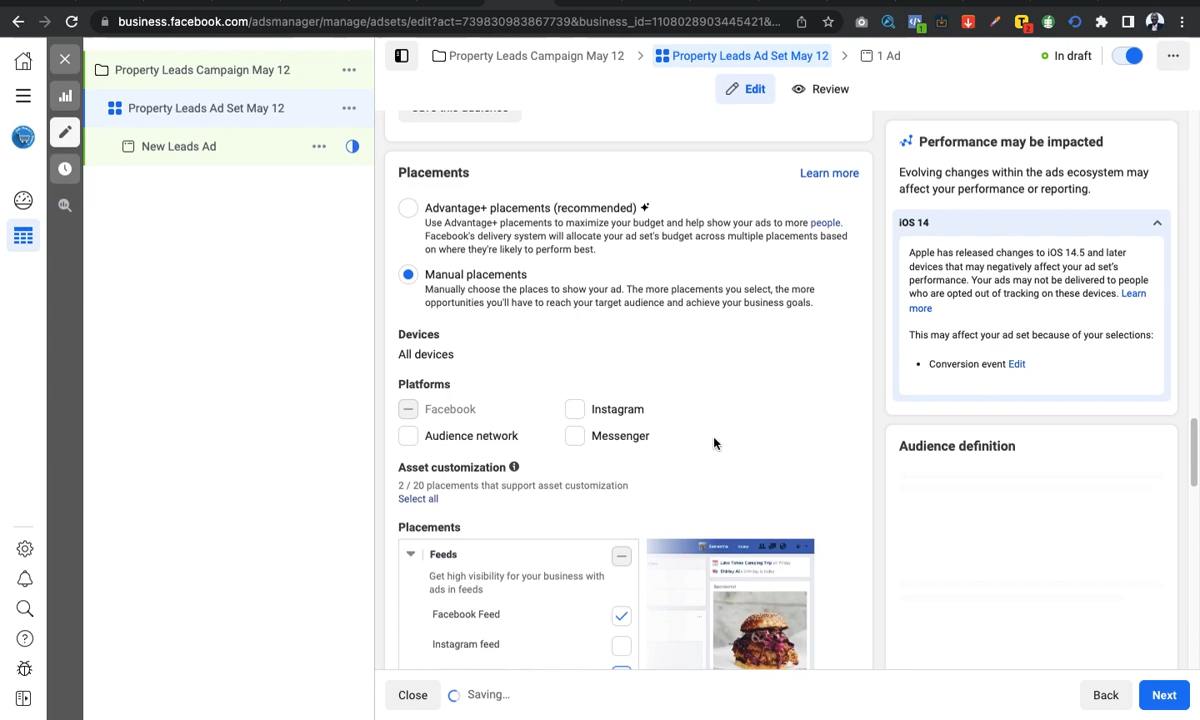 business.facebook.com/adsmanager/manage/adsets/edit?act=739830983867739&business_id=1108028903445421&...
Property Leads Campaign May 12
Property Leads Ad Set May 12
New Leads Ad
Property Leads Campaign May 12 > Property Leads Ad Set May 12 > 1 Ad
In draft
Edit
Review
Placements
Learn more
Advantage+ placements (recommended)
Use Advantage+ placements to maximize your budget and help show your ads to more people.
Facebook's delivery system will allocate your ad set's budget across multiple placements based
on where they're likely to perform best.
Manual placements
Manually choose the places to show your ad. The more placements you select, the more
opportunities you'll have to reach your target audience and achieve your business goals.
Devices
All devices
Platforms
Facebook
Instagram
Audience network
Messenger
Asset customization
2 / 20 placements that support asset customization
Select all
Placements
Feeds
Get high visibility for your business with
ads in feeds
Facebook Feed
Instagram feed
Performance may be impacted
Evolving changes within the ads ecosystem may
affect your performance or reporting.
iOS 14
Apple has released changes to iOS 14.5 and later
devices that may negatively affect your ad set's
performance. Your ads may not be delivered to people
who are opted out of tracking on these devices. Learn
more
This may affect your ad set because of your selections:
• Conversion event Edit
Audience definition
Close
Saving...
Back
Next